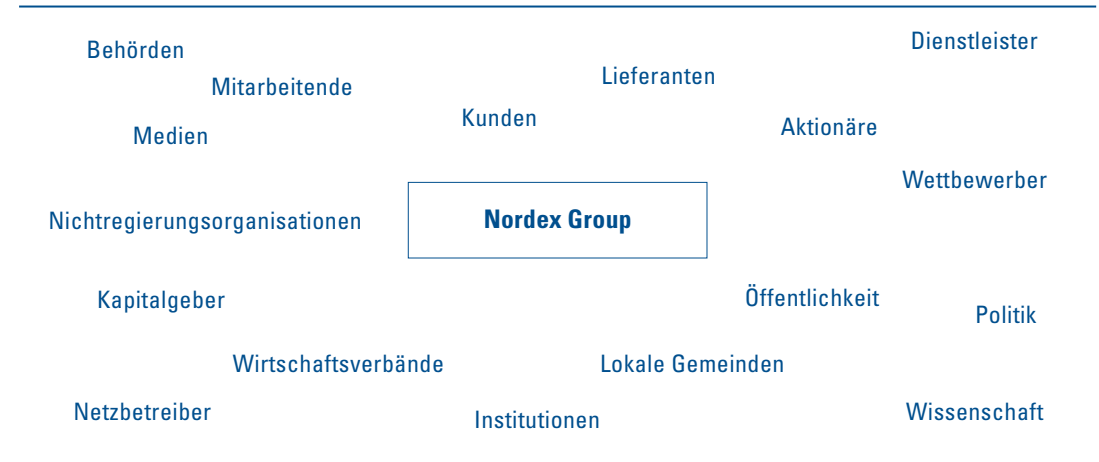 Dienstleister
Behörden
Lieferanten
Mitarbeitende
Kunden
Aktionäre
Medien
Wettbewerber
Nichtregierungsorganisationen
Nordex Group
Kapitalgeber
Öffentlichkeit
Politik
Wirtschaftsverbände
Lokale Gemeinden
Netzbetreiber
Institutionen
Wissenschaft